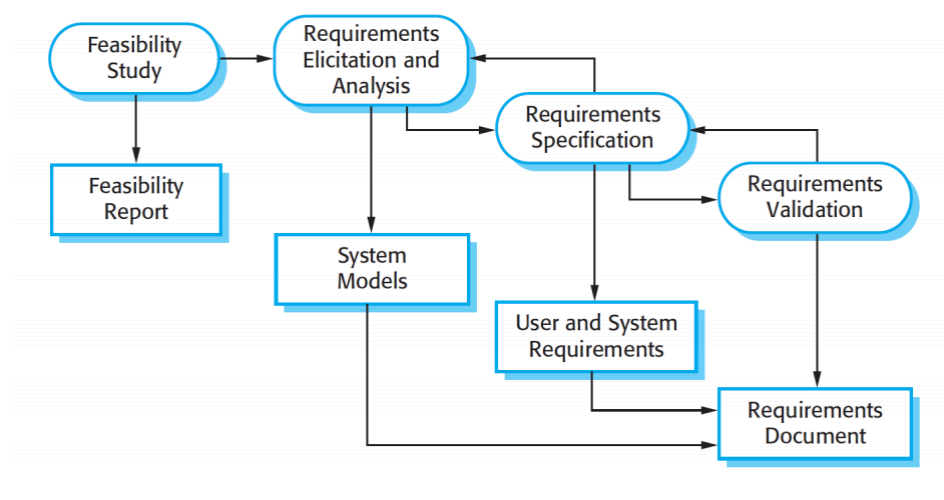 Feasibility
Study
Requirements
Elicitation and
Analysis
Requirements
Specification
Requirements
Validation
Feasibility
Report
System
Models
User and System
Requirements
Requirements
Document